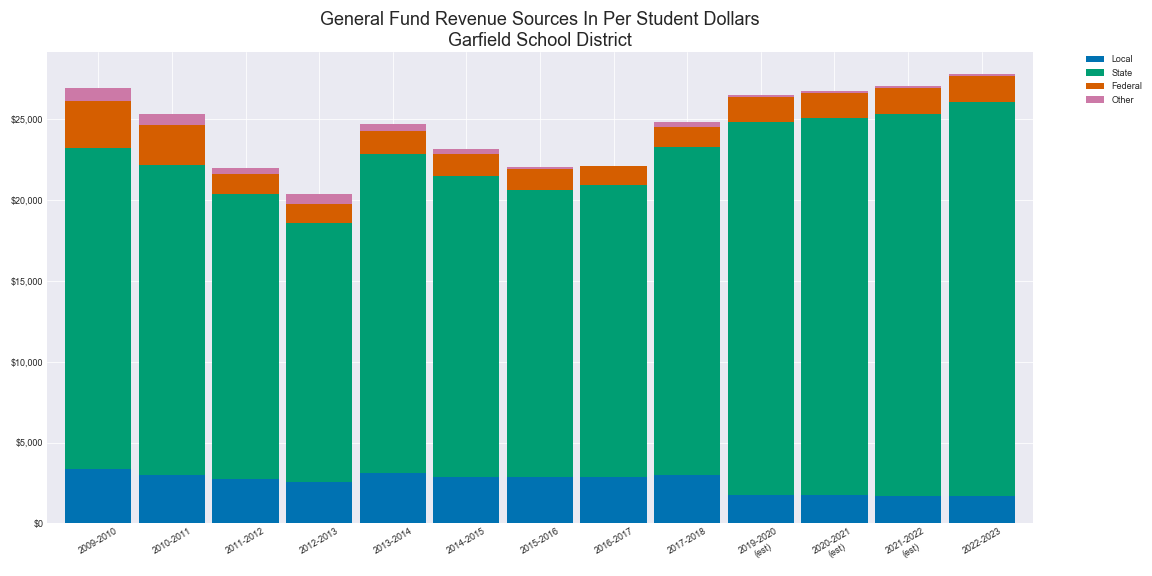 General Fund Revenue Sources In Per Student Dollars
Garfield School District
Local
State
Federal
Other
$25,000
$20,000
$15,000
$10,000
$5,000
$0
2009-2010
2010-2011
2011-2012
2012-2013
2013-2014
2014-2015
2015-2016
2016-2017
2017-2018
2019-2020
(est)
2020-2021
(est)
2021-2022
(est)
2022-2023